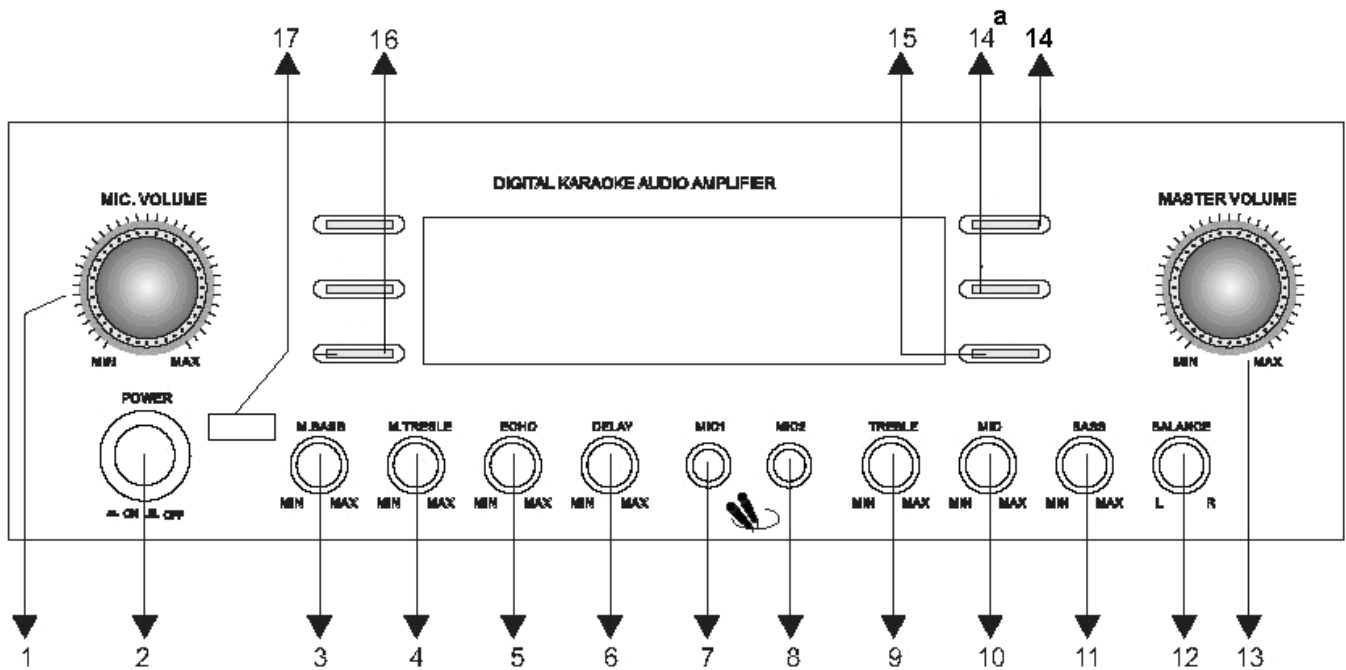 a
17 16 15 14 14
DIGITAL KARAOKE AUDIO AMPLIFIER
MIC. VOLUME MASTER VOLUME
MIN MAX MIN MAX
POWER
M.BASS M.TREBLE ECHO DELAY MIC1 MIC2 TREBLE MID BASS BALANCE
MIN MAX MIN MAX MIN MAX MIN MAX MIN MAX MIN MAX MIN MAX L R
ON OFF
1 2 3 4 5 6 7 8 9 10 11 12 13